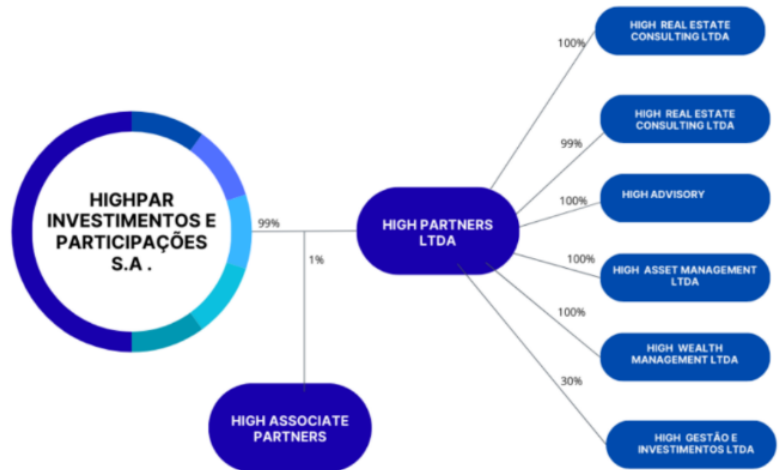 HIGHPAR
INVESTIMENTOS E
PARTICIPAÇÕES
S.A .
99%
1%
HIGH ASSOCIATE
PARTNERS
HIGH PARTNERS
LTDA
100%
HIGH REAL ESTATE
CONSULTING LTDA
99%
HIGH REAL ESTATE
CONSULTING LTDA
100%
HIGH ADVISORY
100%
HIGH ASSET MANAGEMENT
LTDA
100%
HIGH WEALTH
MANAGEMENT LTDA
30%
HIGH GESTÃO E
INVESTIMENTOS LTDA